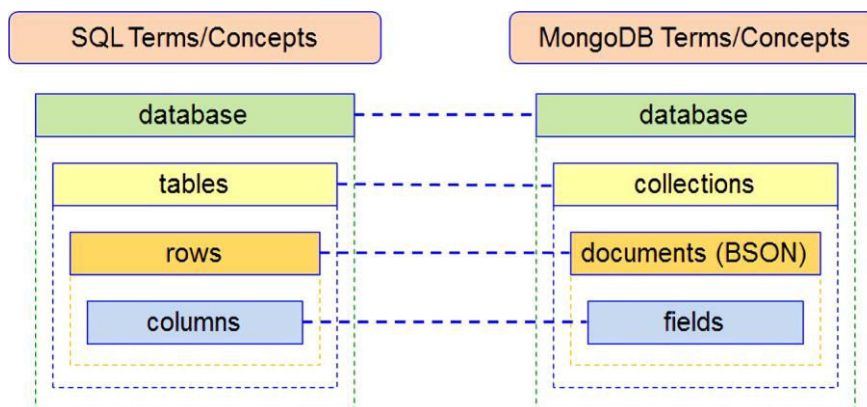 SQL Terms/Concepts
MongoDB Terms/Concepts
database
database
tables
collections
rows
documents (BSON)
columns
fields